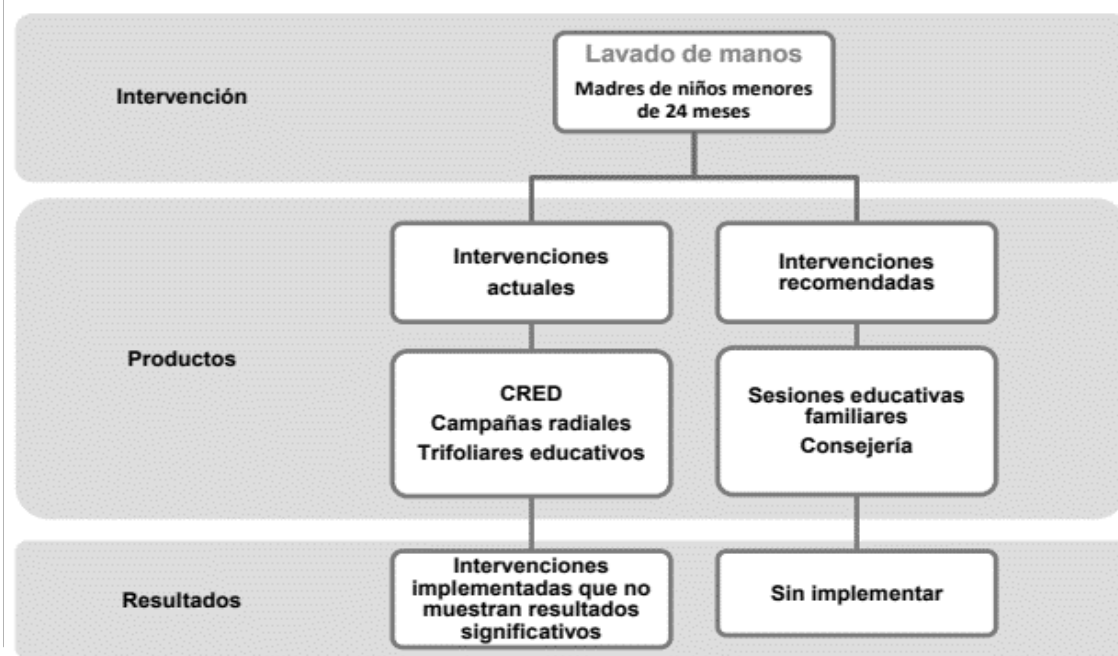 Intervención
Lavado de manos
Madres de niños menores
de 24 meses
Productos
Intervenciones
actuales
Intervenciones
recomendadas
CRED
Campañas radiales
Trifoliares educativos
Sesiones educativas
familiares
Consejería
Resultados
Intervenciones
implementadas que no
muestran resultados
significativos
Sin implementar